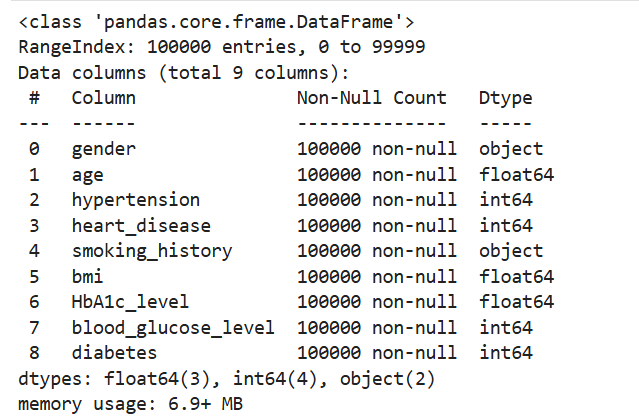 <class 'pandas.core.frame.DataFrame'>
RangeIndex: 100000 entries, 0 to 99999
Data columns (total 9 columns):
 #   Column               Non-Null Count   Dtype
---  ------               --------------   -----
 0   gender               100000 non-null  object
 1   age                  100000 non-null  float64
 2   hypertension         100000 non-null  int64
 3   heart_disease        100000 non-null  int64
 4   smoking_history      100000 non-null  object
 5   bmi                  100000 non-null  float64
 6   HbA1c_level          100000 non-null  float64
 7   blood_glucose_level  100000 non-null  int64
 8   diabetes             100000 non-null  int64
dtypes: float64(3), int64(4), object(2)
memory usage: 6.9+ MB